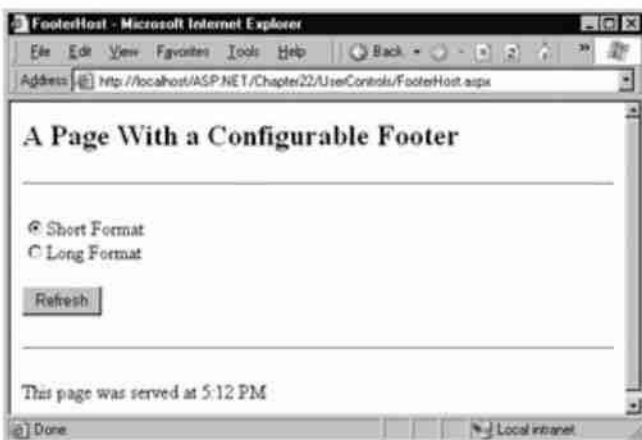 FooterHost - Microsoft Internet Explorer
File Edit View Favorites Tools Help Back »
Address http://localhost/ASP.NET/Chapter22/UserControls/FooterHost.aspx
A Page With a Configurable Footer
Short Format
Long Format
Refresh
This page was served at 5:12 PM
Done Local intranet